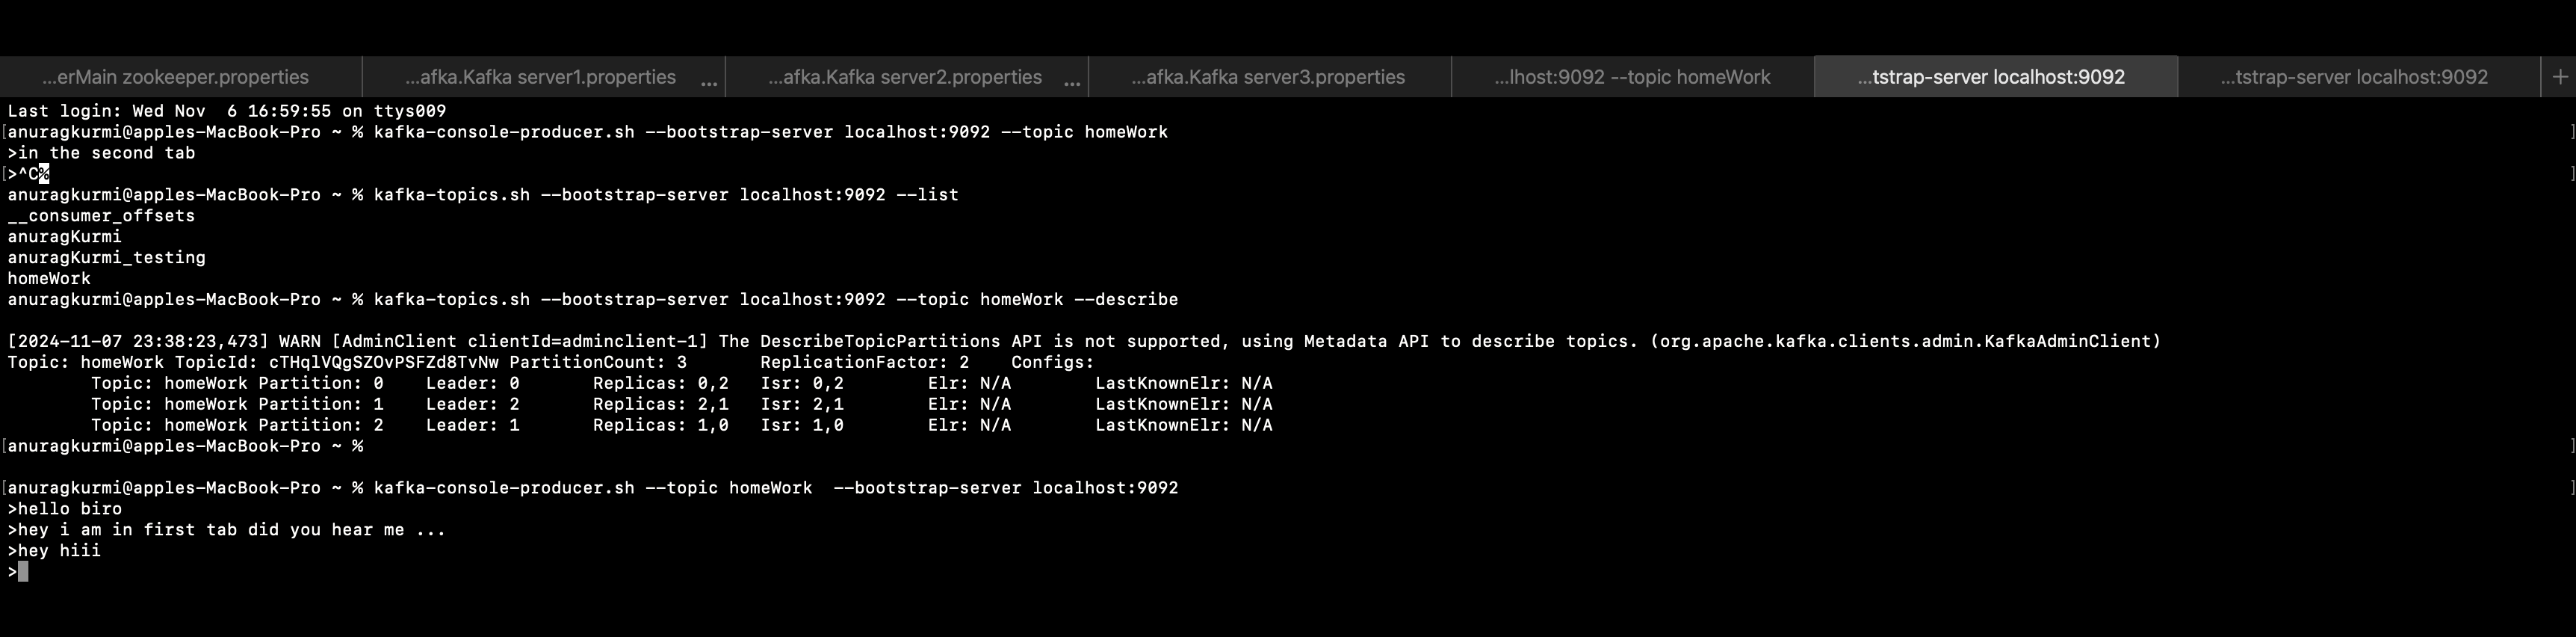 ...erMain zookeeper.properties ...afka.Kafka server1.properties ... ...afka.Kafka server2.properties ... ...afka.Kafka server3.properties ...lhost:9092 --topic homeWork ...tstrap-server localhost:9092 ...tstrap-server localhost:9092 +
Last login: Wed Nov  6 16:59:55 on ttys009
[anuragkurmi@apples-MacBook-Pro ~ % kafka-console-producer.sh --bootstrap-server localhost:9092 --topic homeWork ]
>in the second tab
[>^C% ]
anuragkurmi@apples-MacBook-Pro ~ % kafka-topics.sh --bootstrap-server localhost:9092 --list
__consumer_offsets
anuragKurmi
anuragKurmi_testing
homeWork
anuragkurmi@apples-MacBook-Pro ~ % kafka-topics.sh --bootstrap-server localhost:9092 --topic homeWork --describe
[2024-11-07 23:38:23,473] WARN [AdminClient clientId=adminclient-1] The DescribeTopicPartitions API is not supported, using Metadata API to describe topics. (org.apache.kafka.clients.admin.KafkaAdminClient)
Topic: homeWork TopicId: cTHqlVQgSZOvPSFZd8TvNw PartitionCount: 3 ReplicationFactor: 2 Configs:
Topic: homeWork Partition: 0 Leader: 0 Replicas: 0,2 Isr: 0,2 Elr: N/A LastKnownElr: N/A
Topic: homeWork Partition: 1 Leader: 2 Replicas: 2,1 Isr: 2,1 Elr: N/A LastKnownElr: N/A
Topic: homeWork Partition: 2 Leader: 1 Replicas: 1,0 Isr: 1,0 Elr: N/A LastKnownElr: N/A
[anuragkurmi@apples-MacBook-Pro ~ % ]
[anuragkurmi@apples-MacBook-Pro ~ % kafka-console-producer.sh --topic homeWork  --bootstrap-server localhost:9092 ]
>hello biro
>hey i am in first tab did you hear me ...
>hey hiii
>